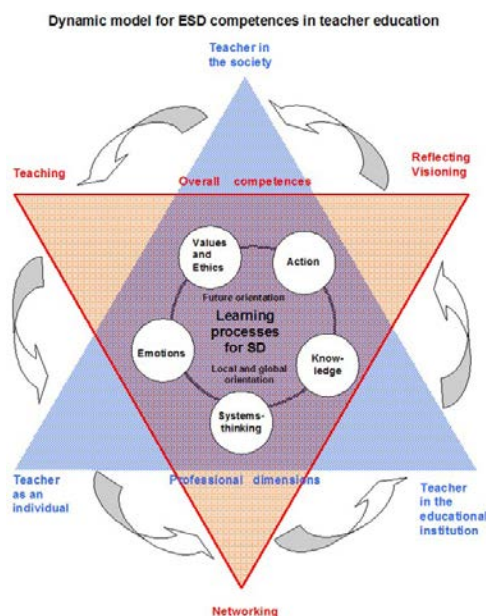 Dynamic model for ESD competences in teacher education
Teacher in
the society
Teaching
Overall competences
Reflecting
Visioning
Values
and
Ethics
Action
Future orientation
Learning
processes
for SD
Emotions
Know-
ledge
Local and global
orientation
Systems-
thinking
Teacher
as an
individual
Professional dimensions
Teacher
in the
educational
institution
Networking